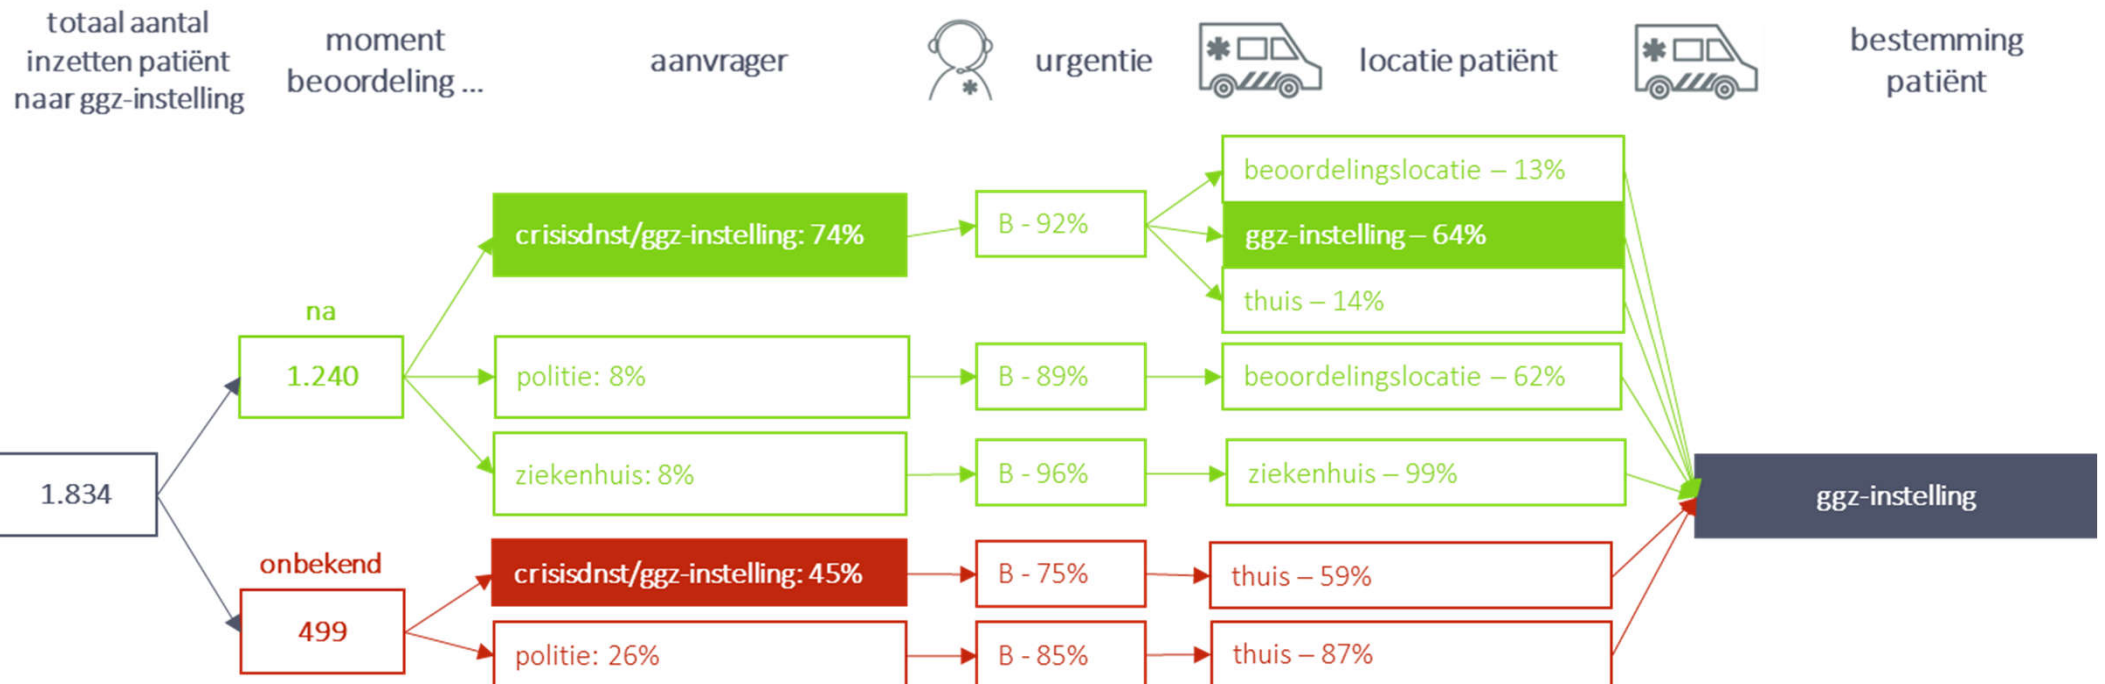 totaal aantal
inzetten patiënt
naar ggz-instelling
moment
beoordeling ...
aanvrager
urgentie
locatie patiënt
bestemming
patiënt
beoordelingslocatie – 13%
crisisdnst/ggz-instelling: 74%
B - 92%
ggz-instelling – 64%
thuis – 14%
na
1.240
politie: 8%
B - 89%
beoordelingslocatie – 62%
ziekenhuis: 8%
B - 96%
ziekenhuis – 99%
1.834
ggz-instelling
onbekend
499
crisisdnst/ggz-instelling: 45%
B - 75%
thuis – 59%
politie: 26%
B - 85%
thuis – 87%